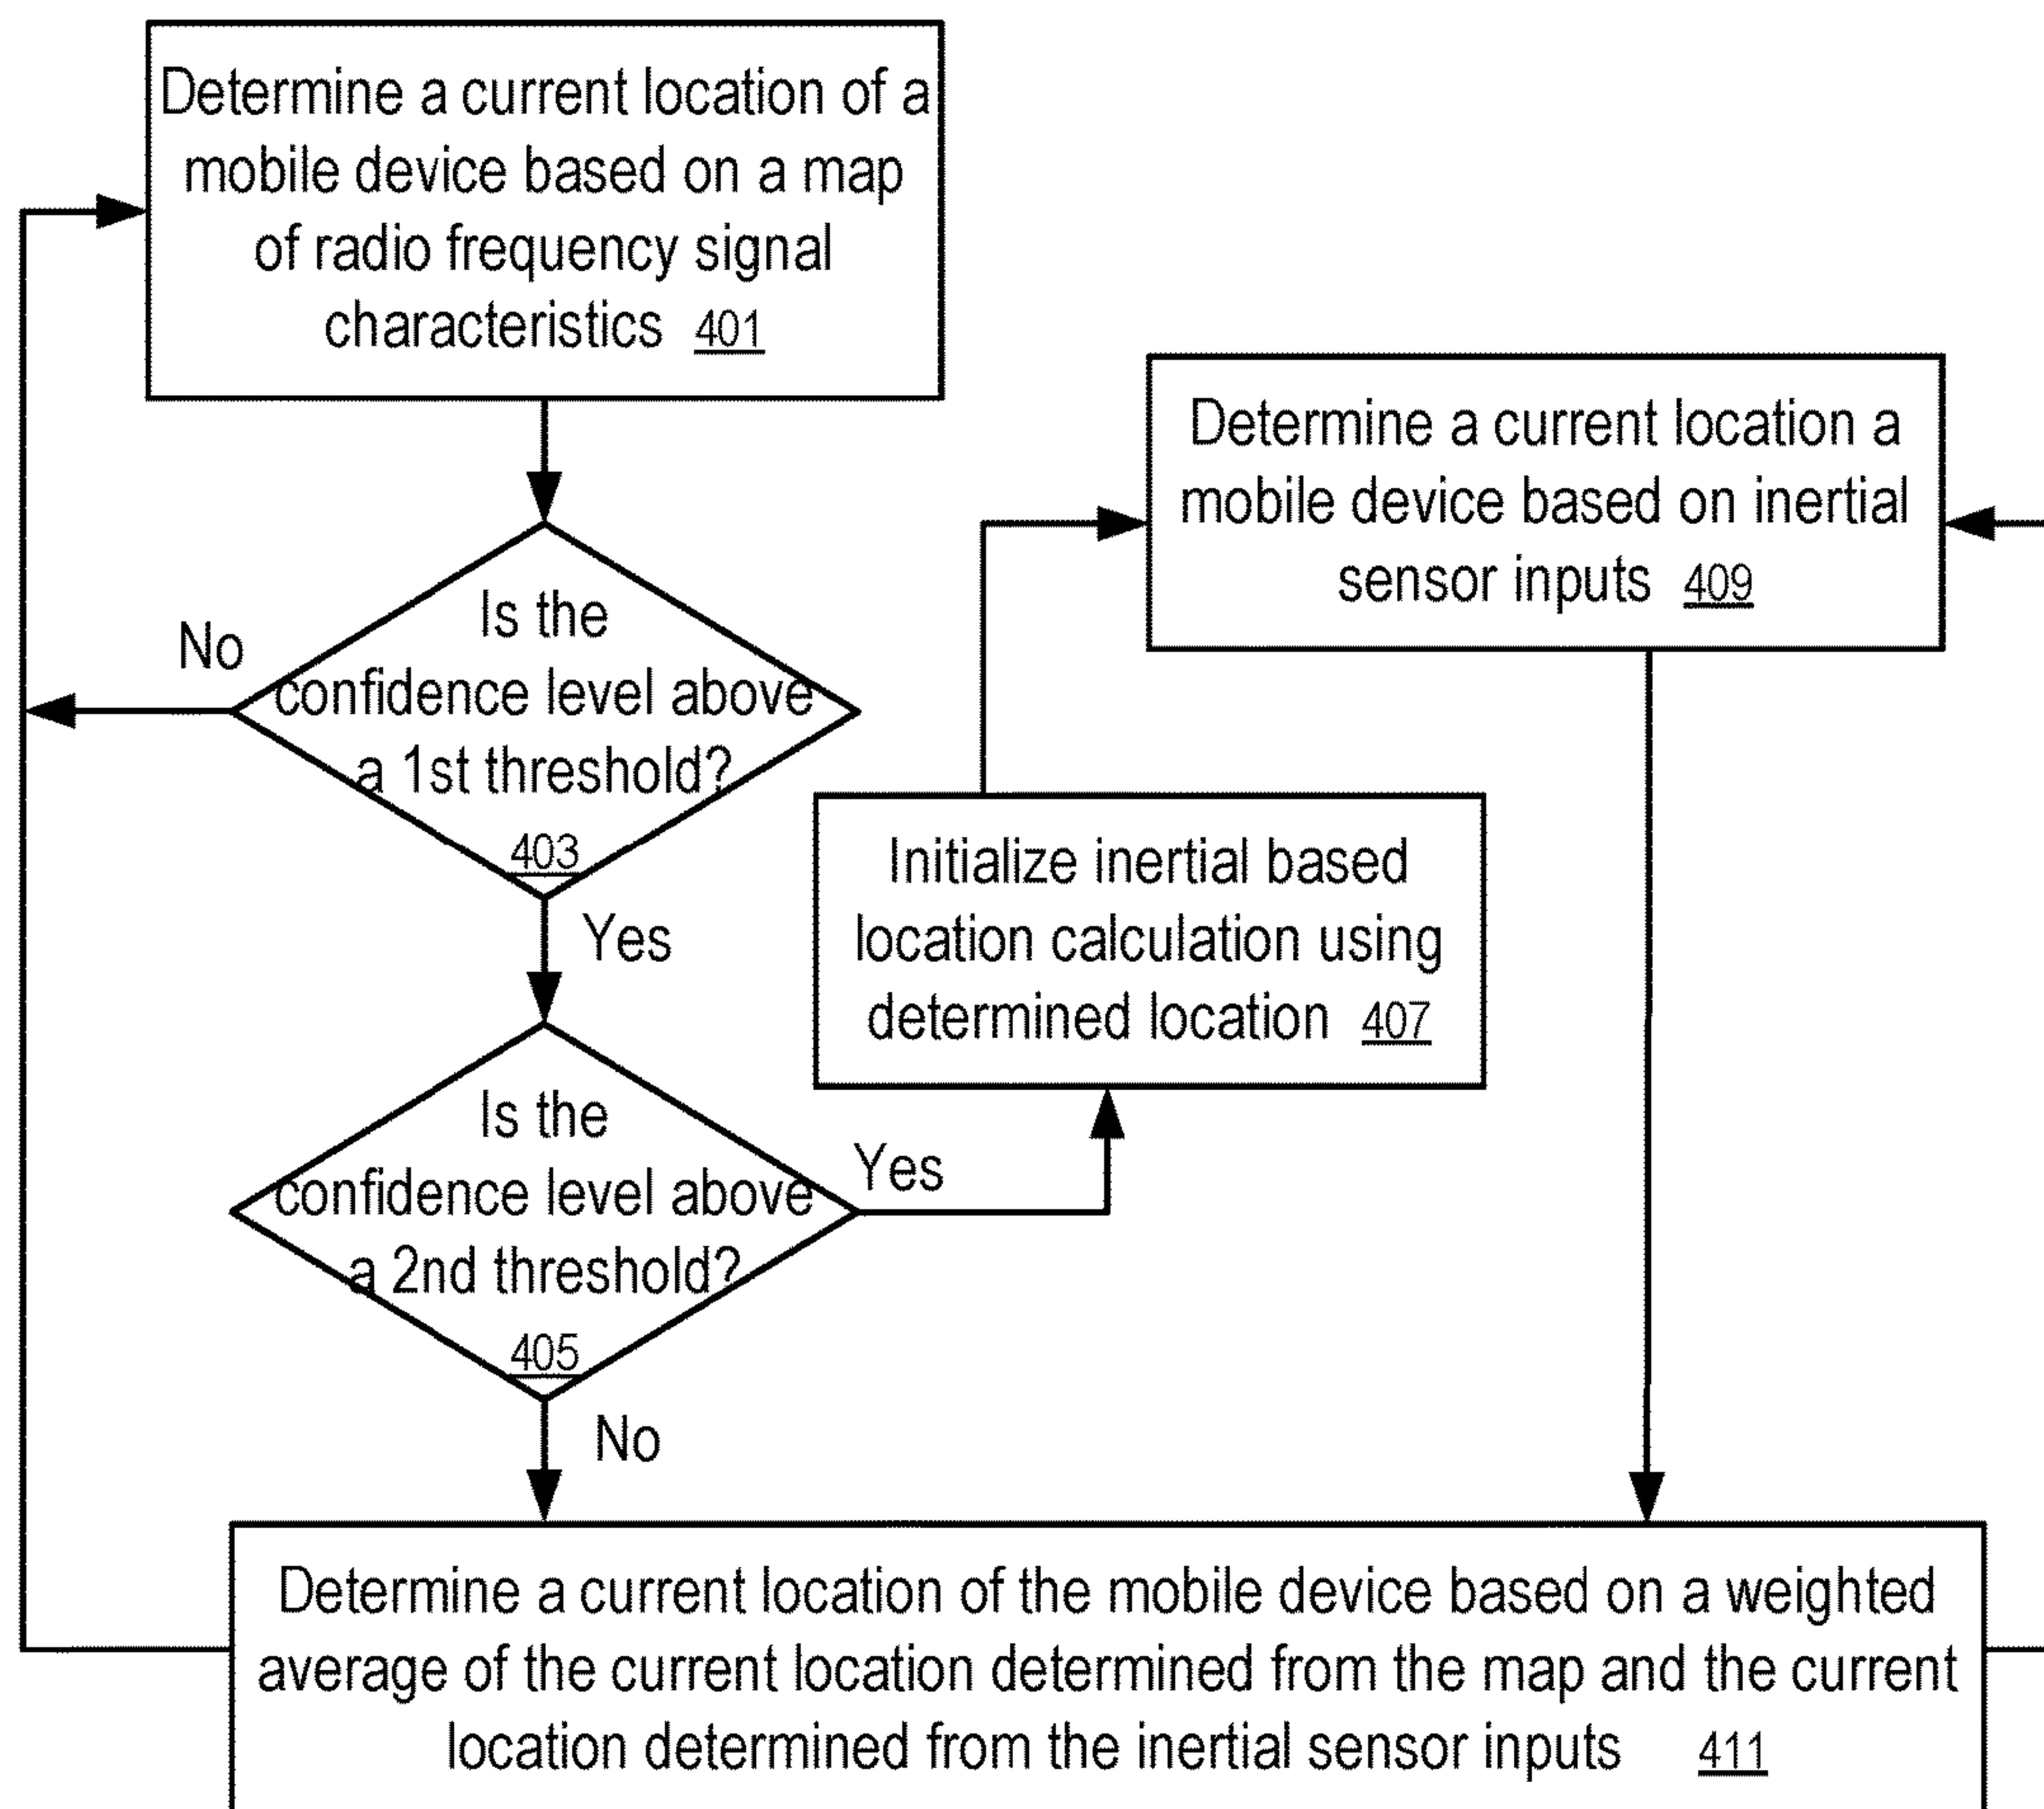 Determine a current location of a
mobile device based on a map
of radio frequency signal
characteristics 401
Determine a current location a
mobile device based on inertial
sensor inputs 409
No
Is the
confidence level above
a 1st threshold?
403
Yes
Initialize inertial based
location calculation using
determined location 407
Is the
confidence level above
a 2nd threshold?
405
Yes
No
Determine a current location of the mobile device based on a weighted
average of the current location determined from the map and the current
location determined from the inertial sensor inputs 411